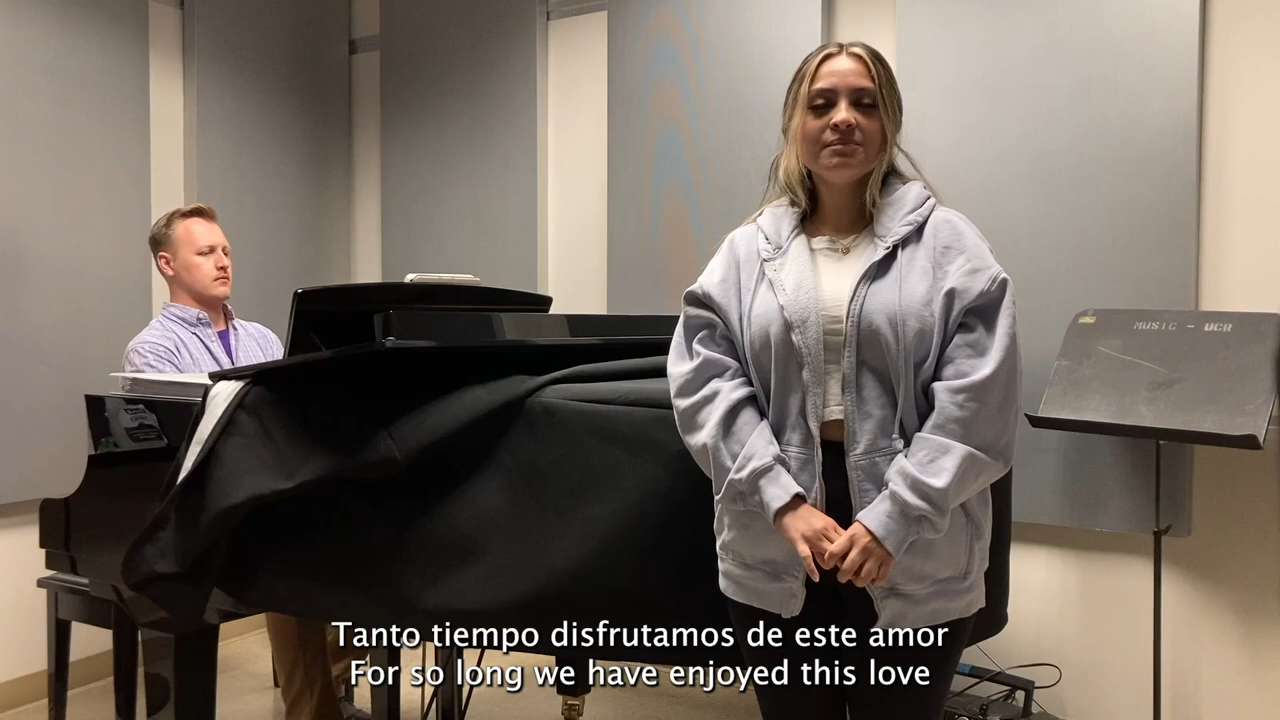 MUSIC - UCR
Tanto tiempo disfrutamos de este amor
For so long we have enjoyed this love